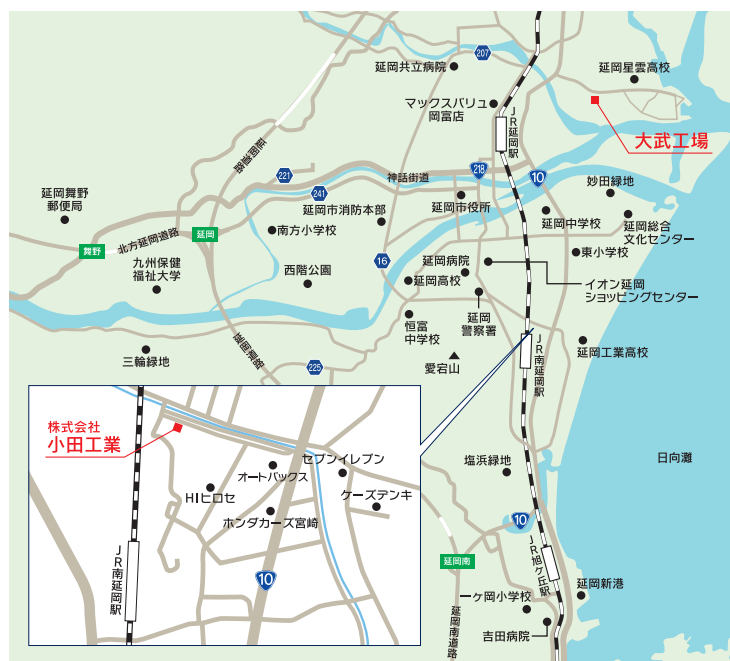 延岡共立病院
207
延岡星雲高校
マックスバリュ
岡富店
JR延岡駅
大武工場
延岡道路
221
241
神話街道
218
10
妙田緑地
延岡舞野
郵便局
延岡市消防本部
延岡市役所
延岡中学校
延岡総合
文化センター
南方小学校
北方延岡道路
舞野
延岡
九州保健
福祉大学
西階公園
16
延岡病院
延岡高校
東小学校
イオン延岡
ショッピングセンター
延岡
警察署
恒富
中学校
延岡道路
三輪緑地
225
愛宕山
JR南延岡駅
延岡工業高校
株式会社
小田工業
セブンイレブン
オートバックス
HIヒロセ
ケーズデンキ
ホンダカーズ宮崎
JR南延岡駅
10
塩浜緑地
日向灘
10
延岡南
JR旭ケ丘駅
延岡新港
一ヶ岡小学校
延岡南道路
吉田病院